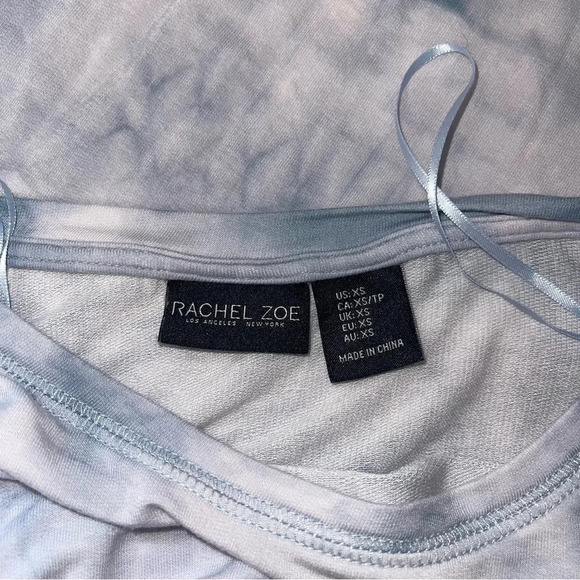 RACHEL ZOE
LOS ANGELES NEW YORK
US: XS
CA: XS/TP
UK: XS
EU: XS
AU: XS
MADE IN CHINA